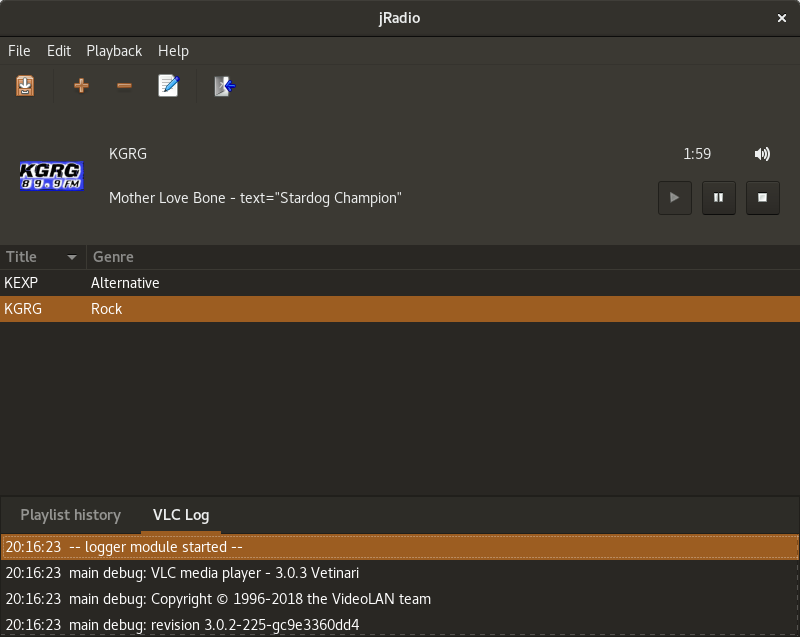 jRadio
File Edit Playback Help
KGRG
89.9 FM
KGRG
1:59
Mother Love Bone - text="Stardog Champion"
Title Genre
KEXP Alternative
KGRG Rock
Playlist history VLC Log
20:16:23 -- logger module started --
20:16:23 main debug: VLC media player - 3.0.3 Vetinari
20:16:23 main debug: Copyright © 1996-2018 the VideoLAN team
20:16:23 main debug: revision 3.0.2-225-gc9e3360dd4